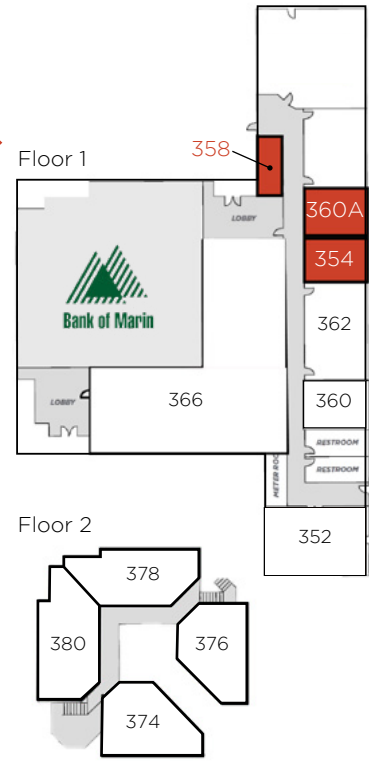 Floor 1
358
LOBBY
360A
354
Bank of Marin
362
366
LOBBY
360
RESTROOM
RESTROOM
METER ROO
352
Floor 2
378
380
376
374